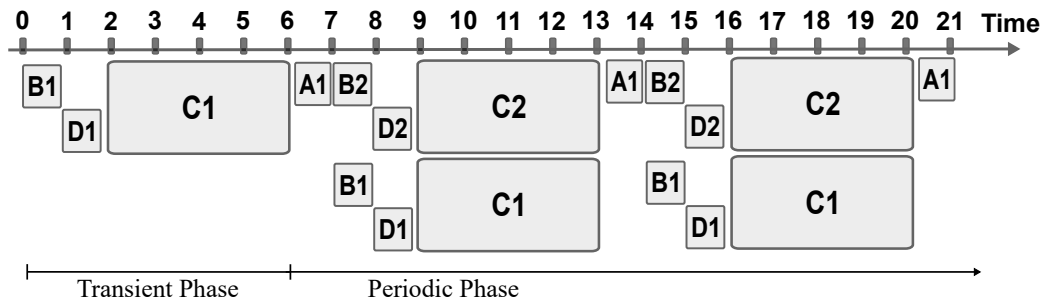 0 1 2 3 4 5 6 7 8 9 10 11 12 13 14 15 16 17 18 19 20 21 Time
B1 C1 A1 B2 C2 A1 B2 C2 A1
D1 D2 D2
B1 C1 B1 C1
D1 D1
Transient Phase Periodic Phase